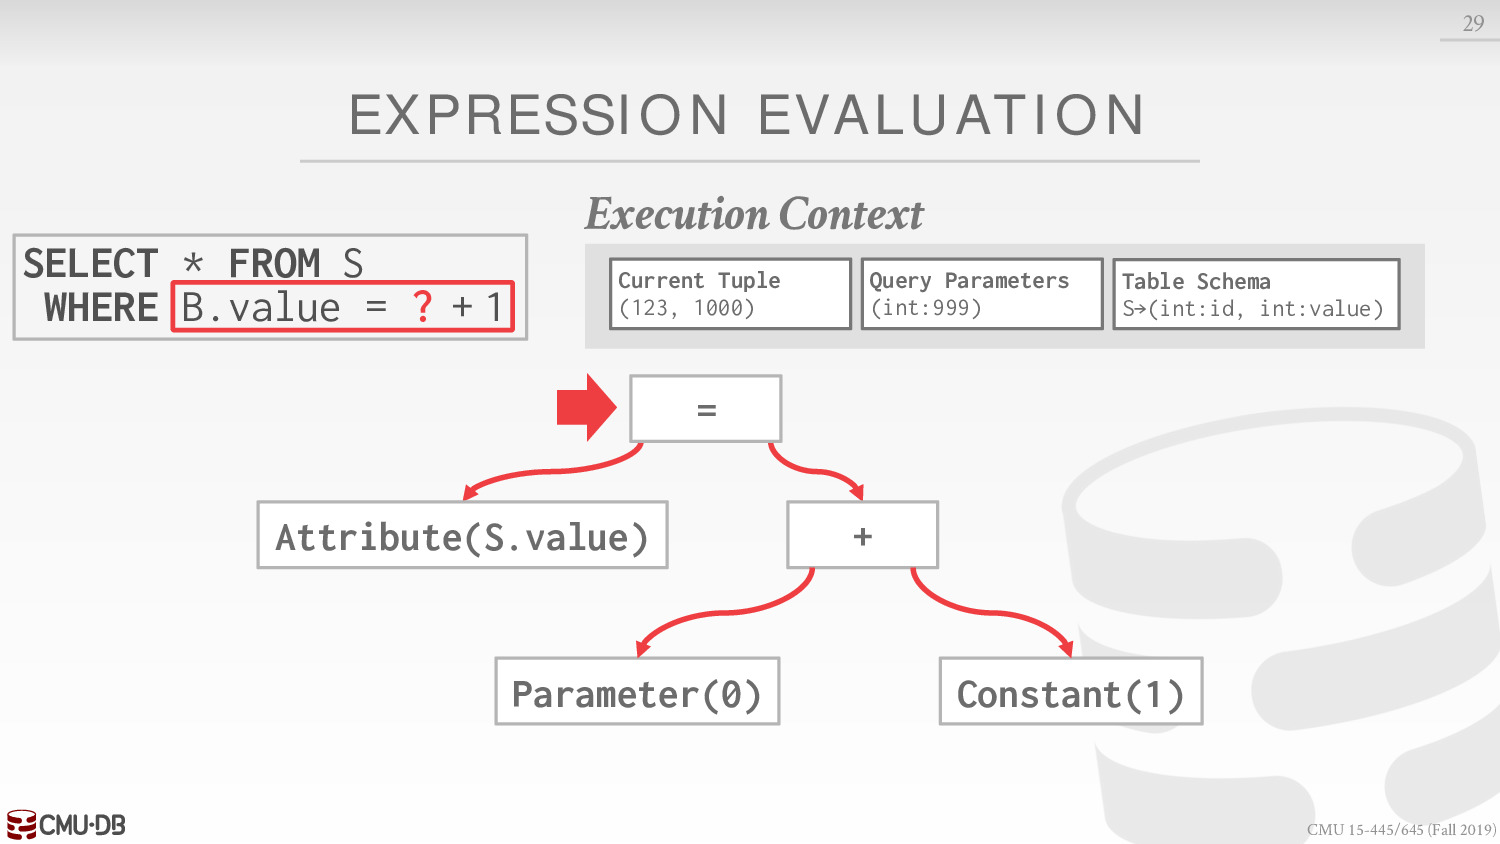 29
EXPRESSION EVALUATION
Execution Context
SELECT * FROM S
WHERE B.value = ? + 1
Current Tuple
(123, 1000)
Query Parameters
(int:999)
Table Schema
S→(int:id, int:value)
=
Attribute(S.value)
+
Parameter(0)
Constant(1)
CMU·DB
CMU 15-445/645 (Fall 2019)